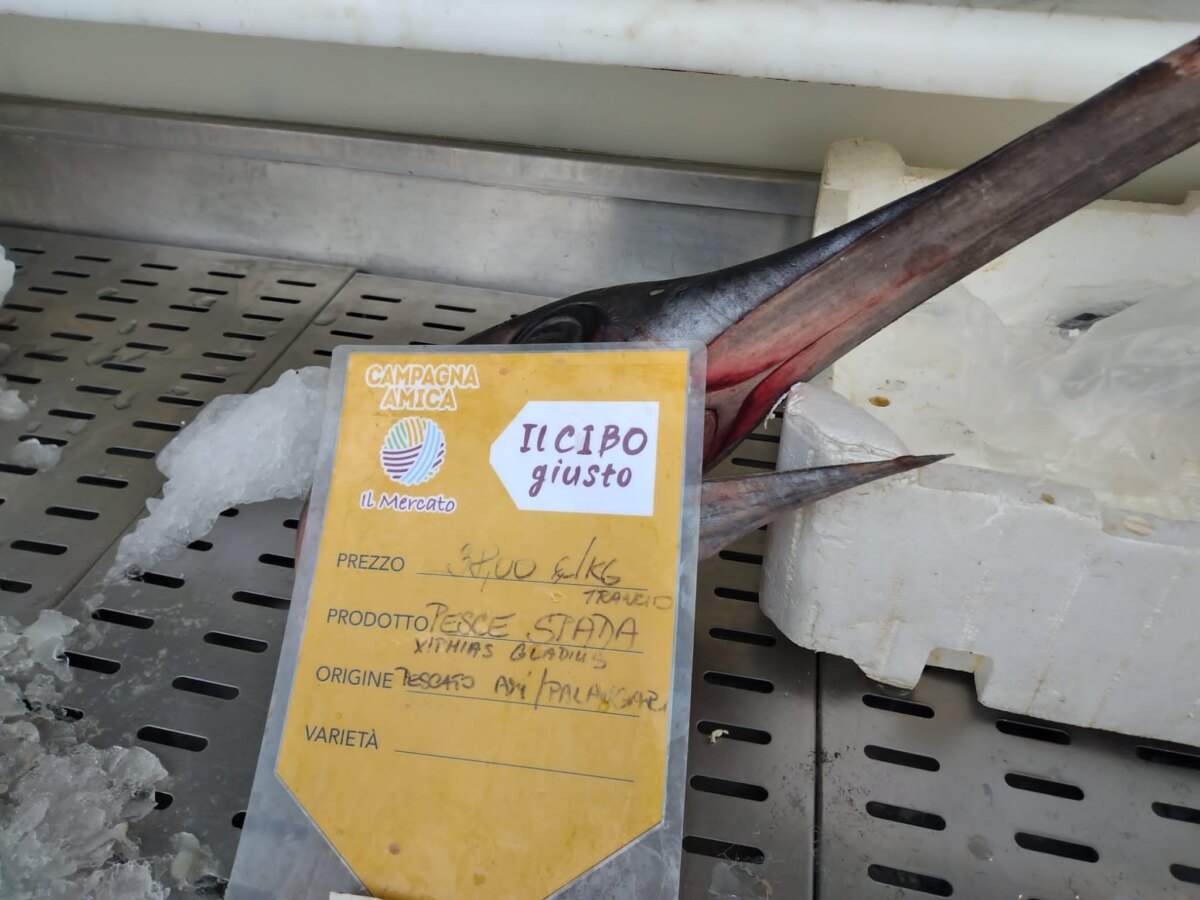 CAMPAGNA
AMICA
Il Mercato
Il CIBO
giusto
PREZZO 38,00 €/KG
TRANCIO
PRODOTTO PESCE SPADA
XITHIAS GLADIUS
ORIGINE PESCATO AMI/PALANGAR
VARIETÀ